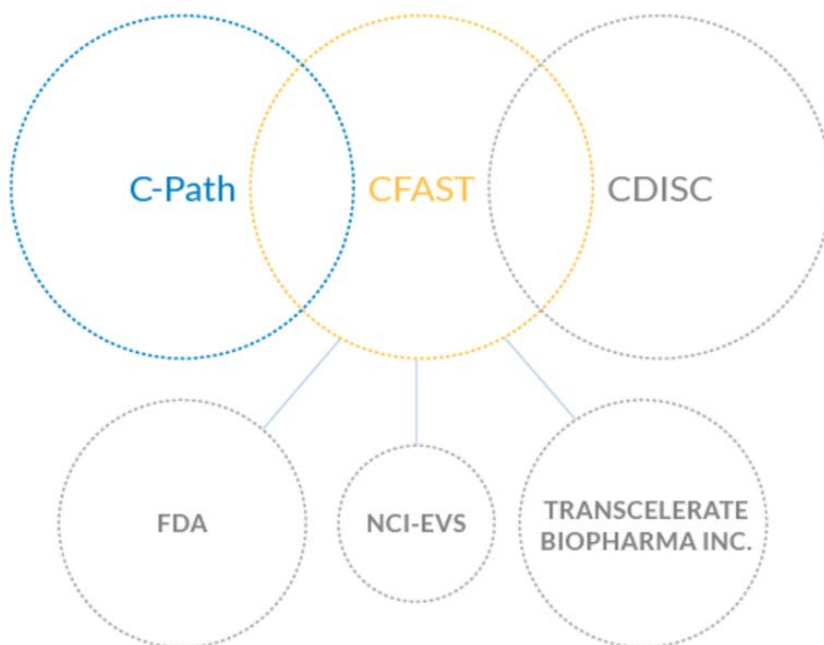 C-Path
CFAST
CDISC
FDA
NCI-EVS
TRANSCELERATE
BIOPHARMA INC.